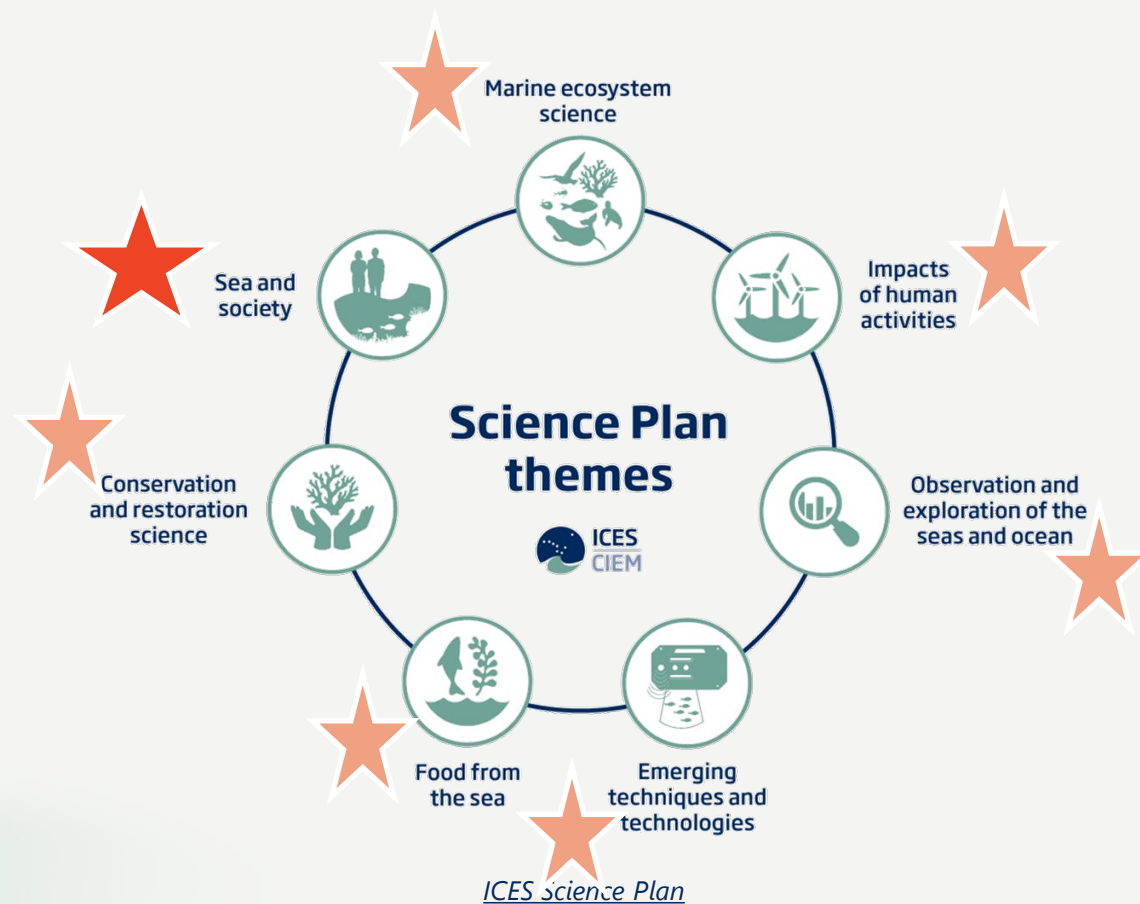 Marine ecosystem
science
Impacts
of human
activities
Observation and
exploration of the
seas and ocean
Emerging
techniques and
technologies
Food from
the sea
Conservation
and restoration
science
Sea and
society
Science Plan
themes
ICES
CIEM
ICES Science Plan